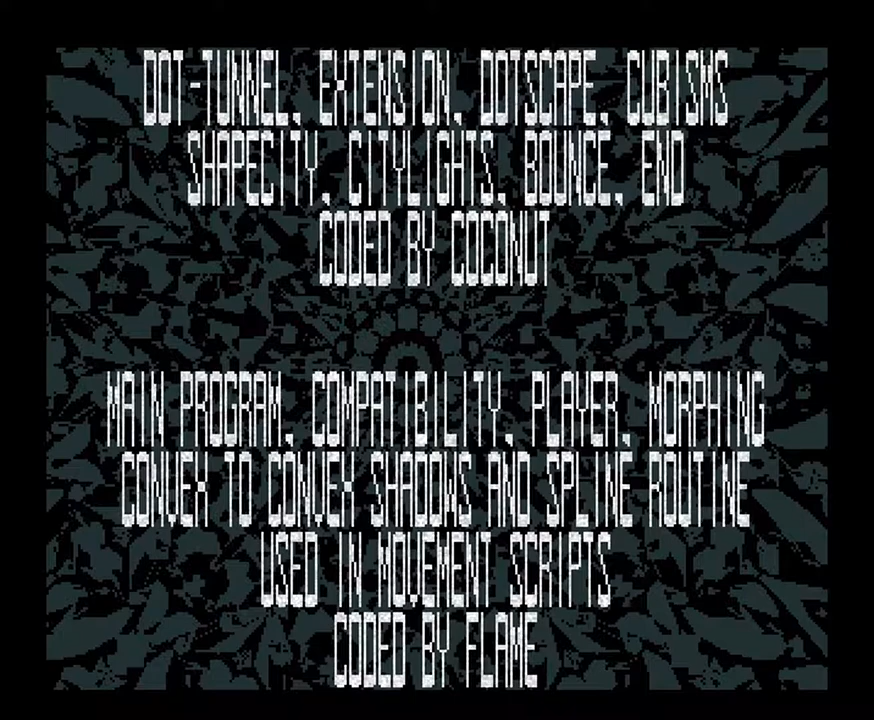 DOT-TUNNEL, EXTENSION, DOTSCAPE, CUBISMS
SHAPECITY, CITYLIGHTS, BOUNCE, END
CODED BY COCONUT
MAIN PROGRAM, COMPATIBILITY, PLAYER, MORPHING
CONVEX TO CONVEX SHADOWS AND SPLINE ROUTINE
USED IN MOVEMENT SCRIPTS
CODED BY FLAME